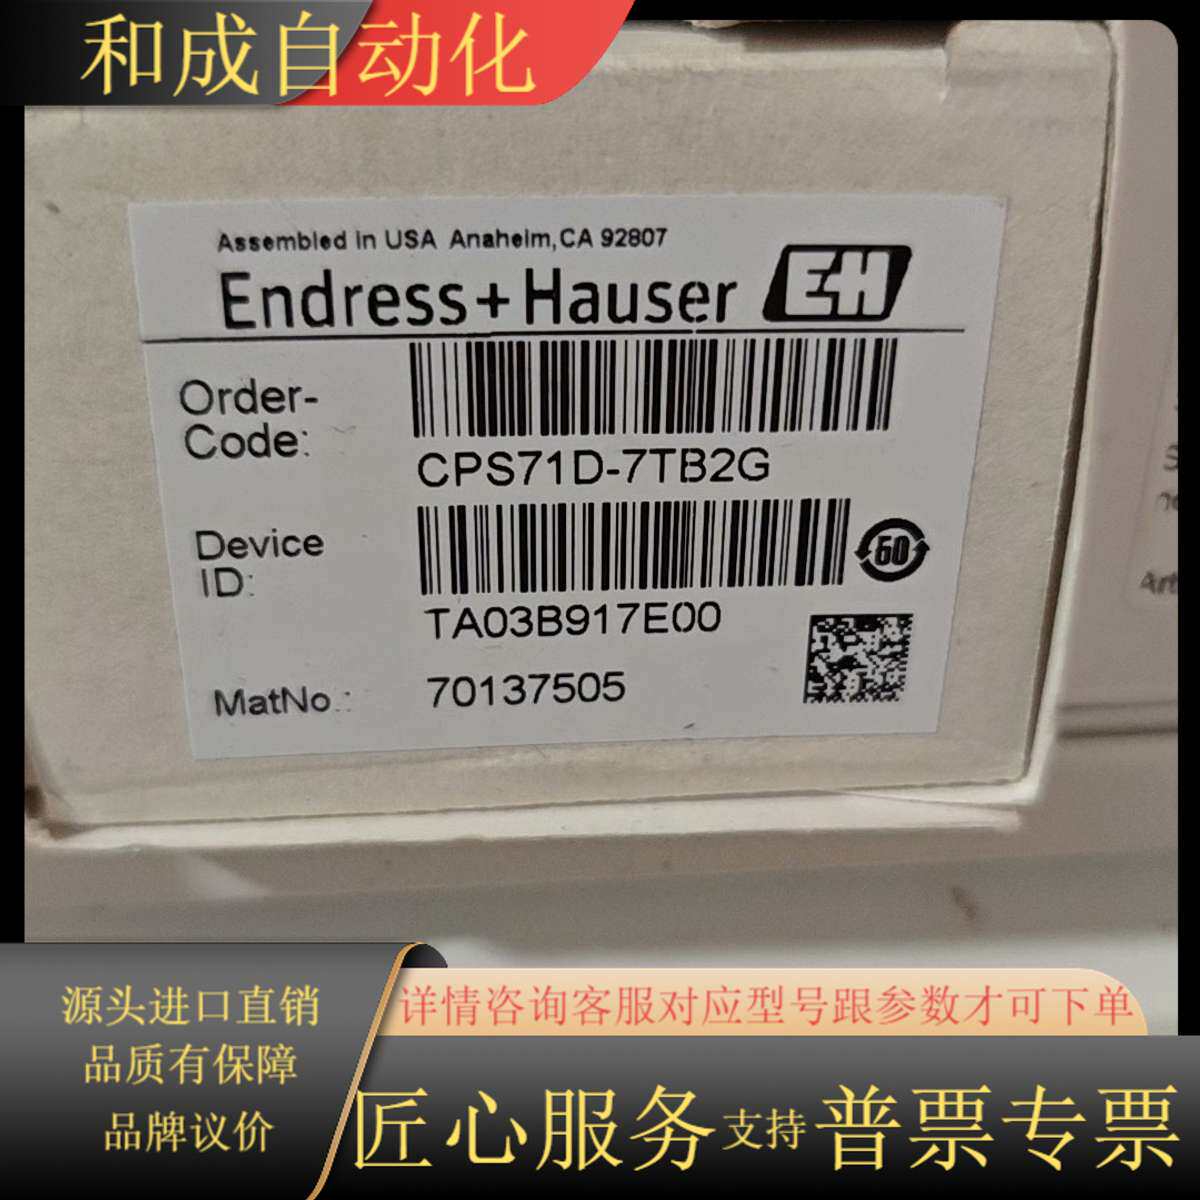 和成自动化
Assembled in USA Anaheim,CA 92807
Endress+Hauser EH
Order-
Code:
CPS71D-7TB2G
Device
ID:
TA03B917E00
60
MatNo.:
70137505
源头进口直销
品质有保障
品牌议价
详情咨询客服对应型号跟参数才可下单
匠心服务支持普票专票